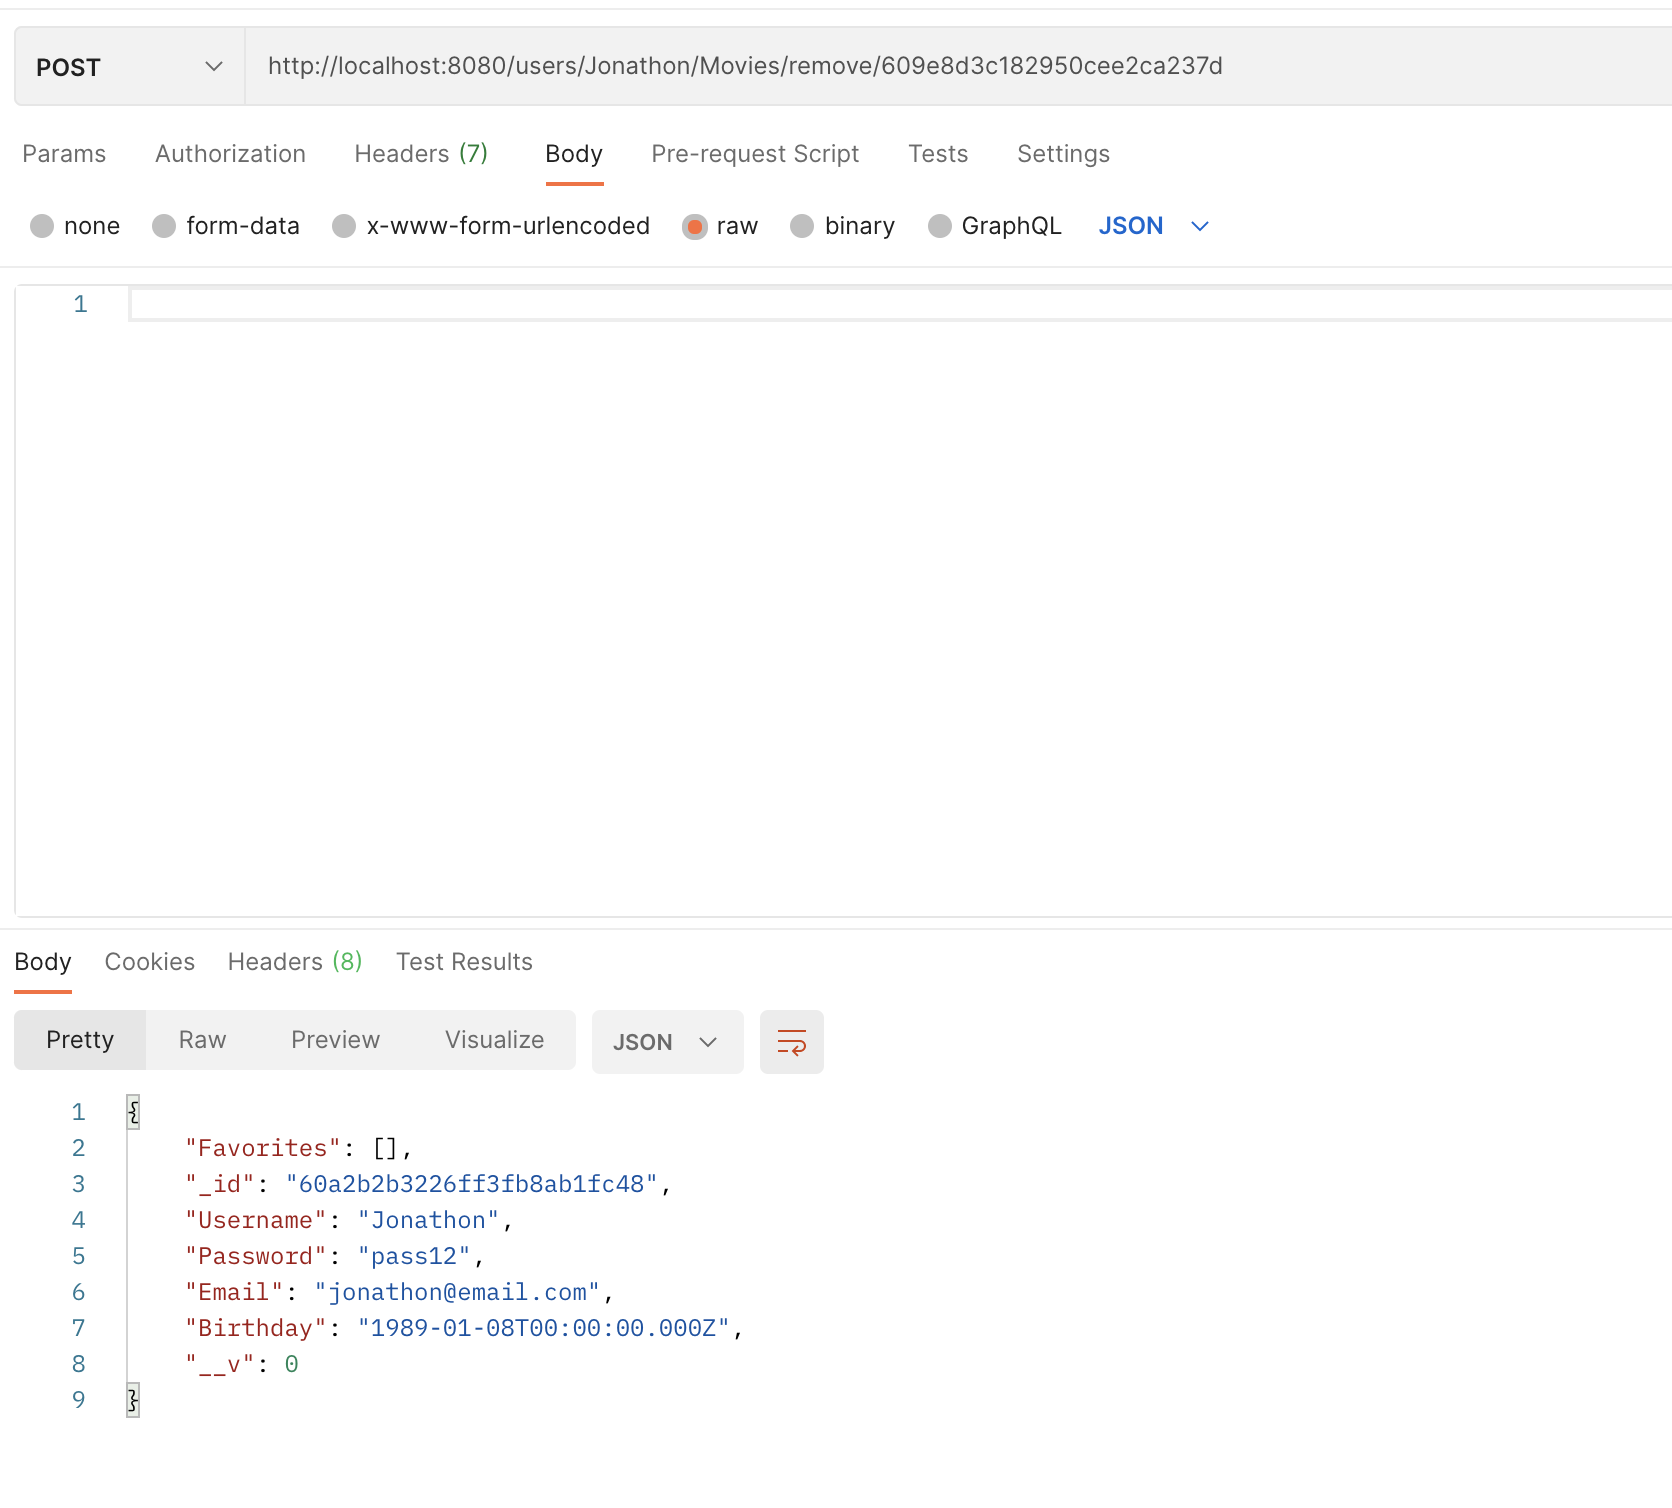 POST http://localhost:8080/users/Jonathon/Movies/remove/609e8d3c182950cee2ca237d
Params Authorization Headers (7) Body Pre-request Script Tests Settings
none form-data x-www-form-urlencoded raw binary GraphQL JSON
1
Body Cookies Headers (8) Test Results
Pretty Raw Preview Visualize JSON
1 {
2 "Favorites": [],
3 "_id": "60a2b2b3226ff3fb8ab1fc48",
4 "Username": "Jonathon",
5 "Password": "pass12",
6 "Email": "jonathon@email.com",
7 "Birthday": "1989-01-08T00:00:00.000Z",
8 "__v": 0
9 }